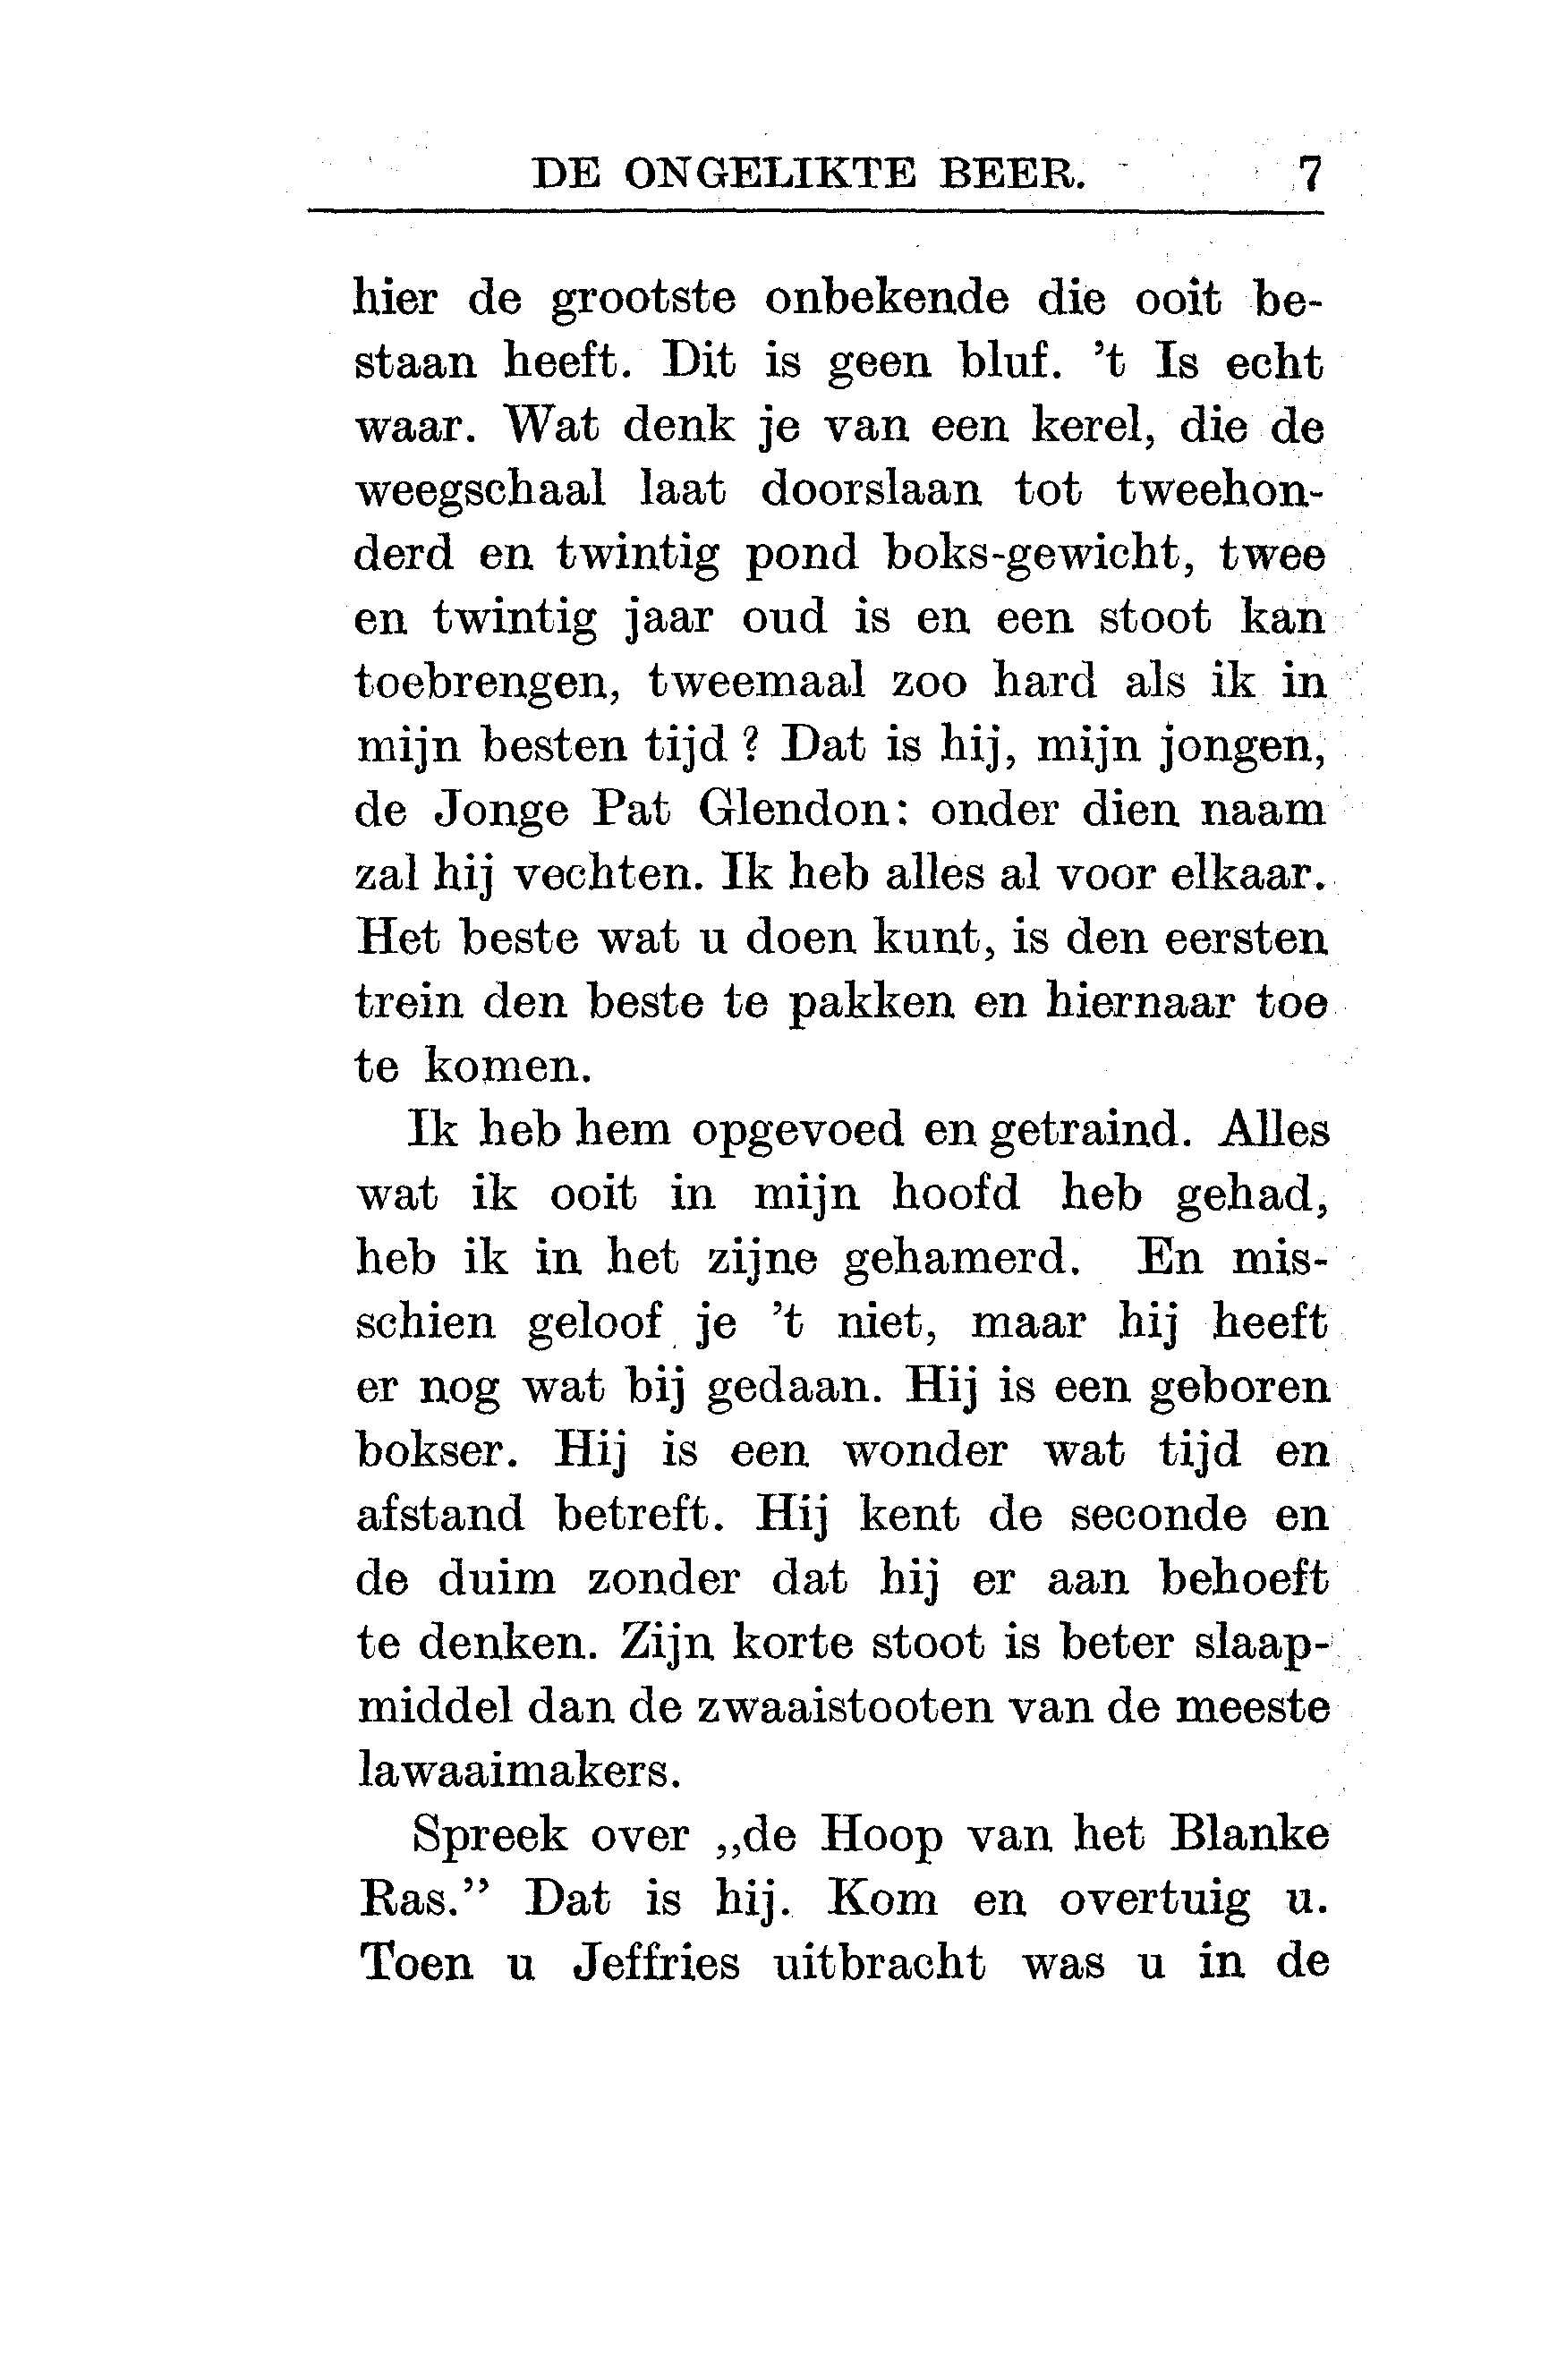 DE ONGELIKTE BEER. 7
hier de grootste onbekende die ooit be-
staan heeft. Dit is geen bluf. ’t Is echt
waar. Wat denk je van een kerel, die de
weegschaal laat doorslaan tot tweehon-
derd en twintig pond boks-gewicht, twee
en twintig jaar oud is en een stoot kan
toebrengen, tweemaal zoo hard als ik in
mijn besten tijd ? Dat is hij, mijn jongen,
de Jonge Pat Glendon: onder dien naam
zal hij vechten. Ik heb alles al voor elkaar.
Het beste wat u doen kunt, is den eersten
trein den beste te pakken en hiernaar toe
te komen.
Ik heb hem opgevoed en getraind. Alles
wat ik ooit in mijn hoofd heb gehad,
heb ik in het zijne gehamerd. En mis-
schien geloof je ’t niet, maar hij heeft
er nog wat bij gedaan. Hij is een geboren
bokser. Hij is een wonder wat tijd en
afstand betreft. Hij kent de seconde en
de duim zonder dat hij er aan behoeft
te denken. Zijn korte stoot is beter slaap-
middel dan de zwaaistooten van de meeste
lawaaimakers.
Spreek over „de Hoop van het Blanke
Ras.” Dat is hij. Kom en overtuig u.
Toen u Jeffries uitbracht was u in de